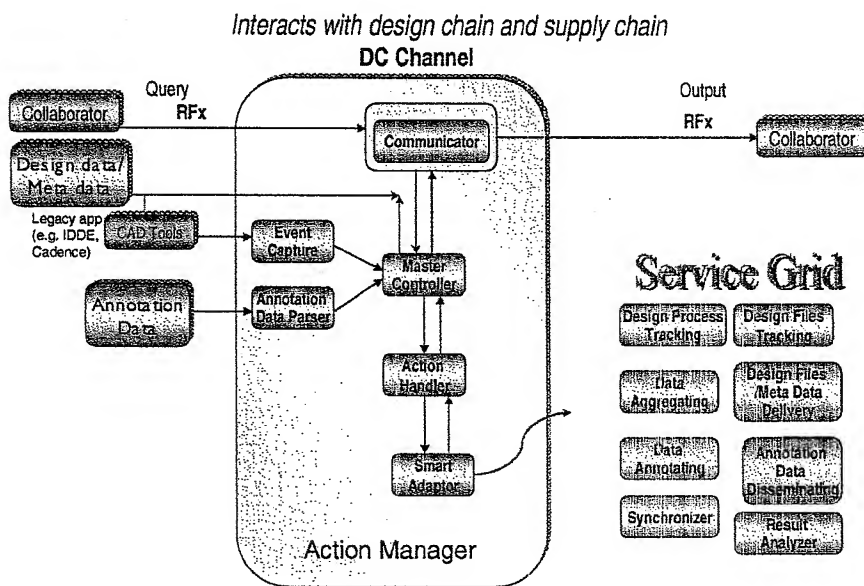 Interacts with design chain and supply chain
DC Channel
Query
RFx
Output
RFx
Collaborator
Communicator
Collaborator
Design data/
Meta data
Legacy app
(e.g. IDDE,
Cadence)
CAD Tools
Event
Capture
Master
Controller
Annotation
Data
Annotation
Data Parser
Action
Handler
Smart
Adaptor
Action Manager
Service Grid
Design Process
Tracking
Design Files
Tracking
Data
Aggregating
Design Files
/Meta Data
Delivery
Data
Annotating
Annotation
Data
Disseminating
Synchronizer
Result
Analyzer